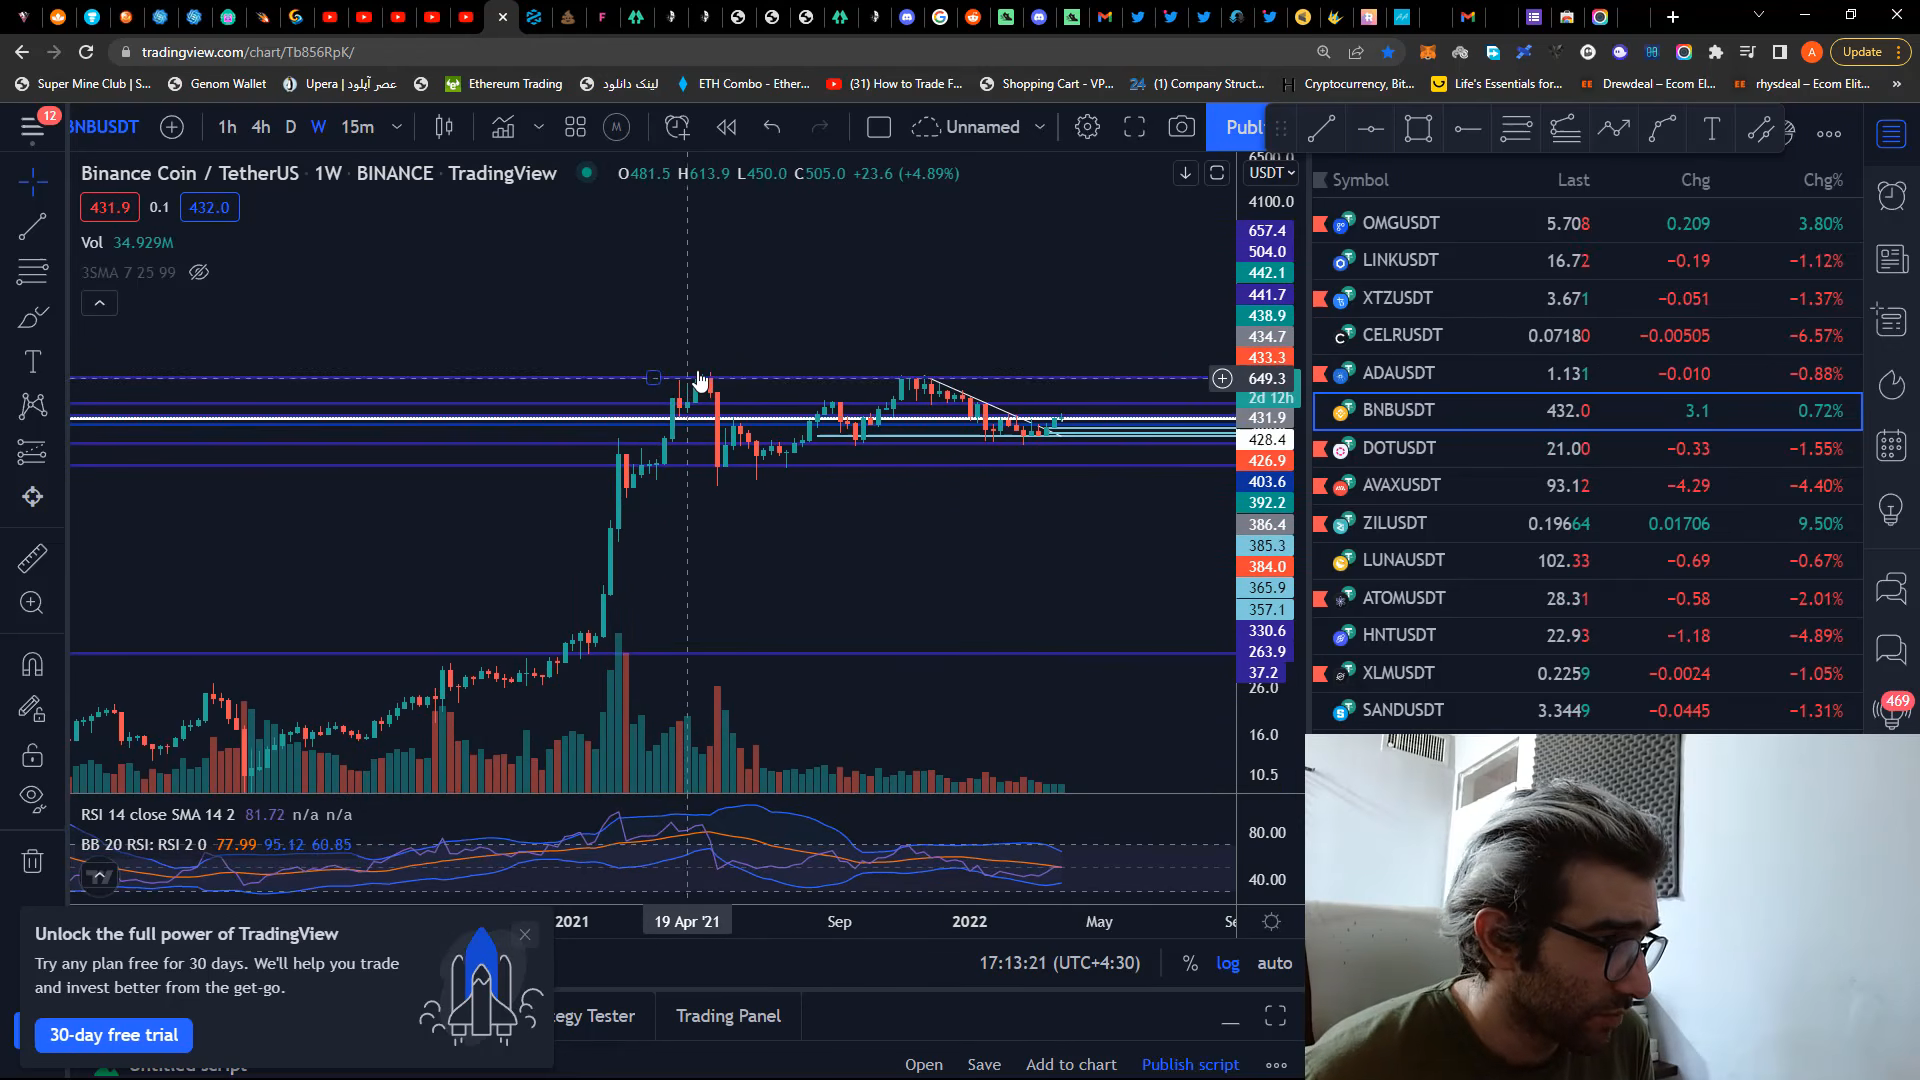 tradingview.com/chart/Tb856RpK/
Update
Super Mine Club | S...
Genom Wallet
Upera | عصر آپلود
Ethereum Trading
لینک دانلود
ETH Combo - Ether...
(31) How to Trade F...
Shopping Cart - VP...
24 (1) Company Struct...
Cryptocurrency, Bit...
Life's Essentials for...
EE Drewdeal – Ecom El...
EE rhysdeal – Ecom Elit...
»
12
BNBUSDT
1h 4h D W 15m
M
Unnamed
Publ
Binance Coin / TetherUS · 1W · BINANCE · TradingView
O481.5 H613.9 L450.0 C505.0 +23.6 (+4.89%)
431.9 0.1 432.0
Vol 34.929M
3SMA 7 25 99
USDT
6500.0
4100.0
657.4
504.0
442.1
441.7
438.9
434.7
433.3
649.3
2d 12h
431.9
428.4
426.9
403.6
392.2
386.4
385.3
384.0
365.9
357.1
330.6
263.9
37.2
26.0
16.0
10.5
RSI 14 close SMA 14 2 81.72 n/a n/a
BB 20 RSI: RSI 2 0 77.99 95.12 60.85
80.00
40.00
2021 19 Apr '21 Sep 2022 May Se
17:13:21 (UTC+4:30) % log auto
Unlock the full power of TradingView
Try any plan free for 30 days. We'll help you trade
and invest better from the get-go.
30-day free trial
egy Tester
Trading Panel
Untitled script
Open Save Add to chart Publish script
Symbol Last Chg Chg%
OMGUSDT 5.708 0.209 3.80%
LINKUSDT 16.72 −0.19 −1.12%
XTZUSDT 3.671 −0.051 −1.37%
CELRUSDT 0.07180 −0.00505 −6.57%
ADAUSDT 1.131 −0.010 −0.88%
BNBUSDT 432.0 3.1 0.72%
DOTUSDT 21.00 −0.33 −1.55%
AVAXUSDT 93.12 −4.29 −4.40%
ZILUSDT 0.19664 0.01706 9.50%
LUNAUSDT 102.33 −0.69 −0.67%
ATOMUSDT 28.31 −0.58 −2.01%
HNTUSDT 22.93 −1.18 −4.89%
XLMUSDT 0.2259 −0.0024 −1.05%
SANDUSDT 3.3449 −0.0445 −1.31%
469